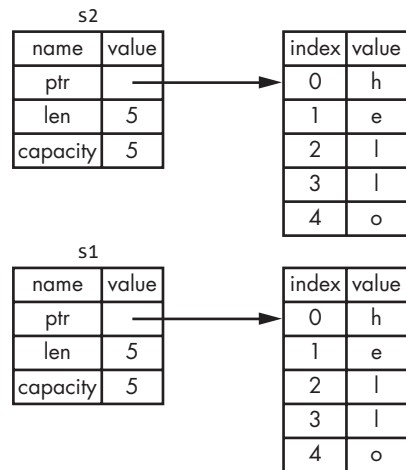 s2
name value index value
ptr 0 h
len 5 1 e
capacity 5 2 l
3 l
4 o
s1
name value index value
ptr 0 h
len 5 1 e
capacity 5 2 l
3 l
4 o